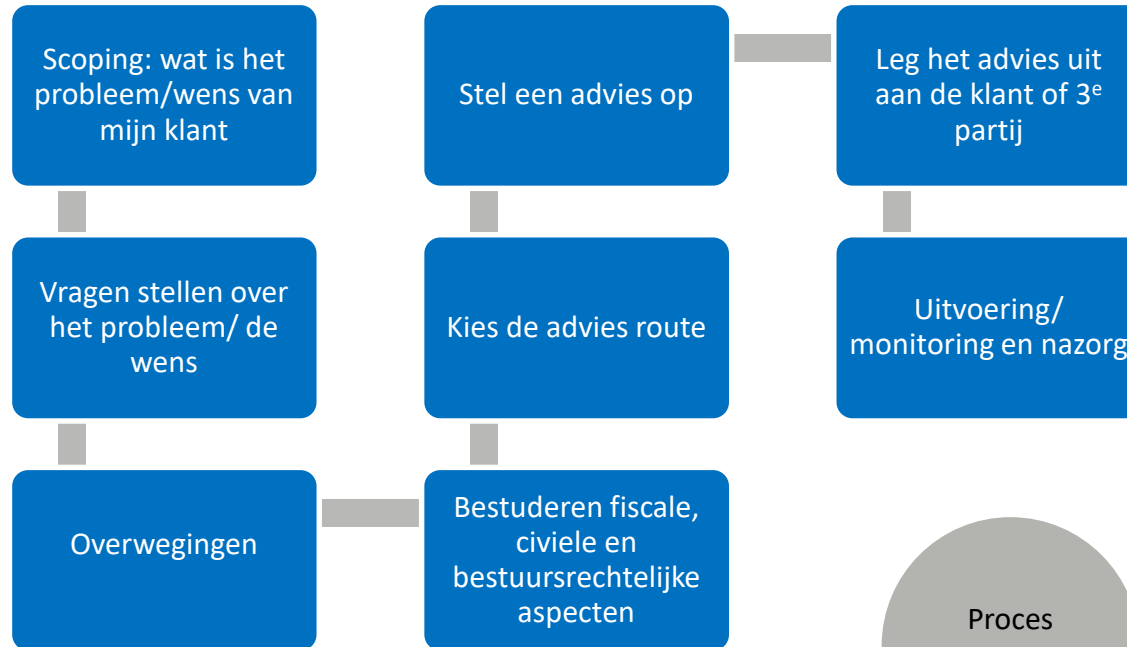 Scoping: wat is het
probleem/wens van
mijn klant
Vragen stellen over
het probleem/ de
wens
Overwegingen
Bestuderen fiscale,
civiele en
bestuursrechtelijke
aspecten
Kies de advies route
Stel een advies op
Leg het advies uit
aan de klant of 3e
partij
Uitvoering/
monitoring en nazorg
Proces